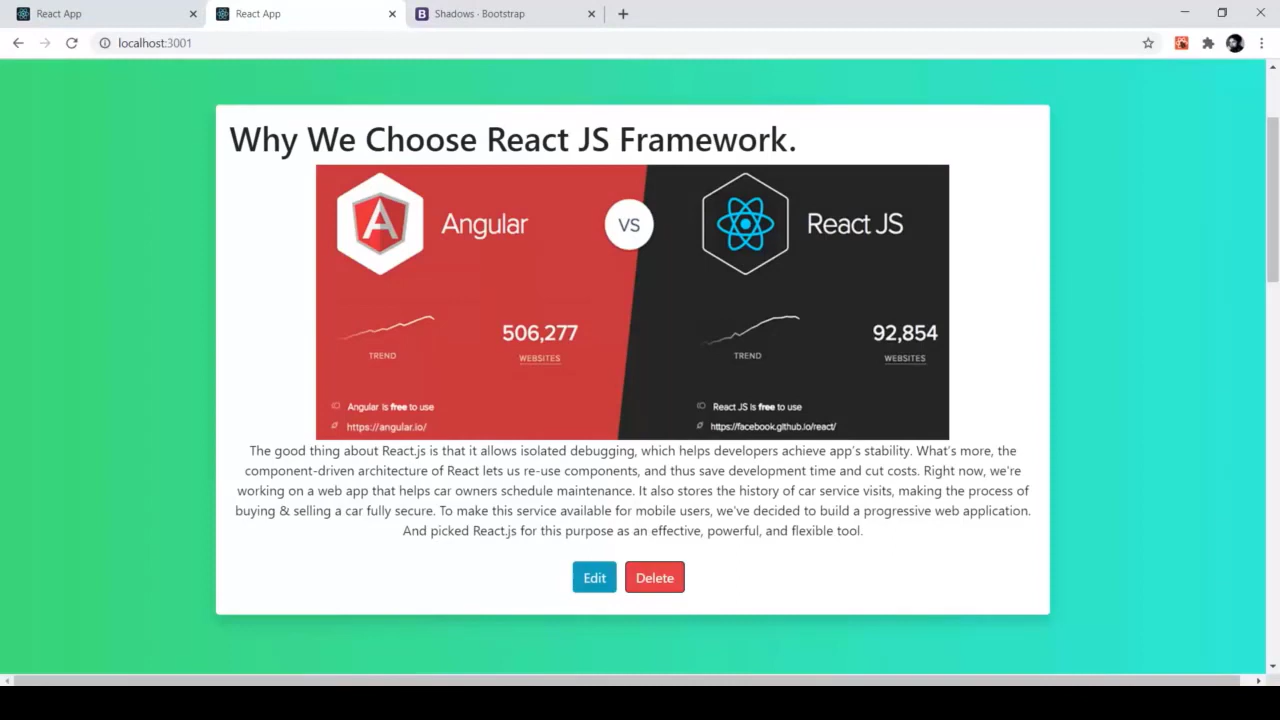 React App
React App
Shadows · Bootstrap
localhost:3001
Why We Choose React JS Framework.
Angular
VS
React JS
TREND
506,277
WEBSITES
TREND
92,854
WEBSITES
Angular is free to use
https://angular.io/
React JS is free to use
https://facebook.github.io/react/
The good thing about React.js is that it allows isolated debugging, which helps developers achieve app's stability. What's more, the
component-driven architecture of React lets us re-use components, and thus save development time and cut costs. Right now, we're
working on a web app that helps car owners schedule maintenance. It also stores the history of car service visits, making the process of
buying & selling a car fully secure. To make this service available for mobile users, we've decided to build a progressive web application.
And picked React.js for this purpose as an effective, powerful, and flexible tool.
Edit
Delete